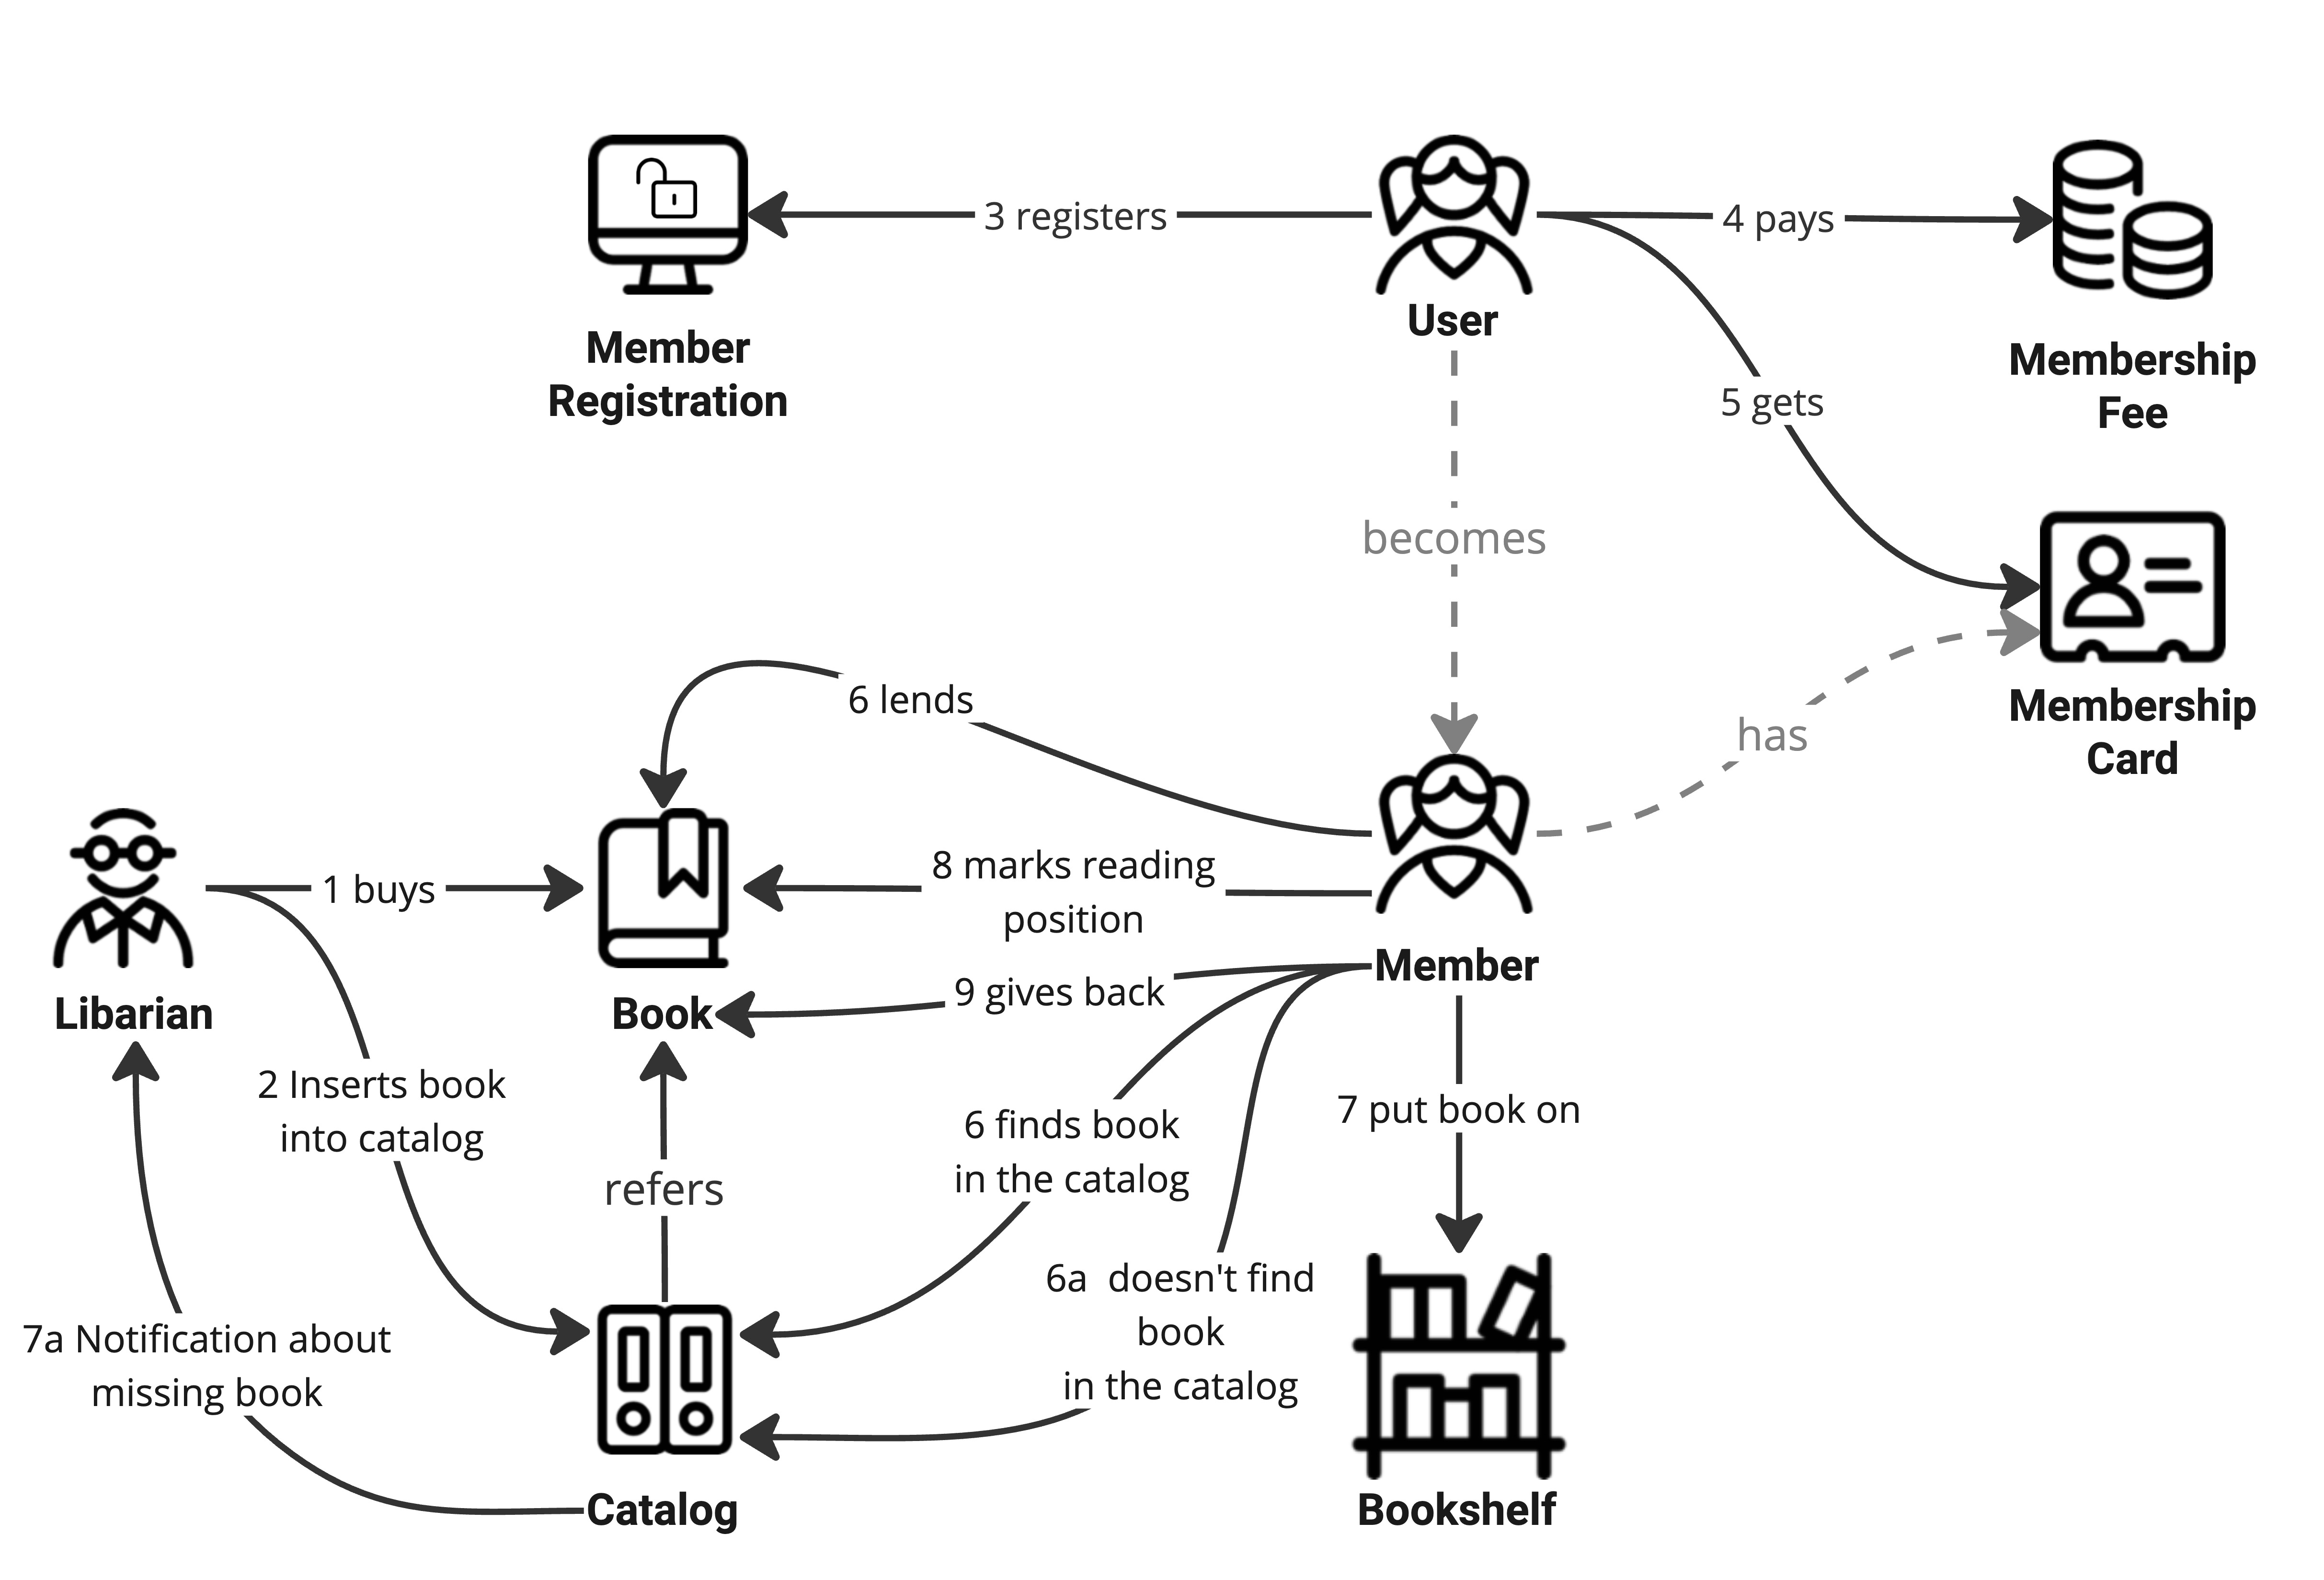 3 registers
4 pays
User
Member
Registration
Membership
Fee
5 gets
becomes
6 lends
has
Membership
Card
8 marks reading
position
1 buys
Member
9 gives back
Libarian
Book
2 Inserts book
into catalog
6 finds book
in the catalog
7 put book on
refers
6a  doesn't find
book
in the catalog
7a Notification about
missing book
Catalog
Bookshelf